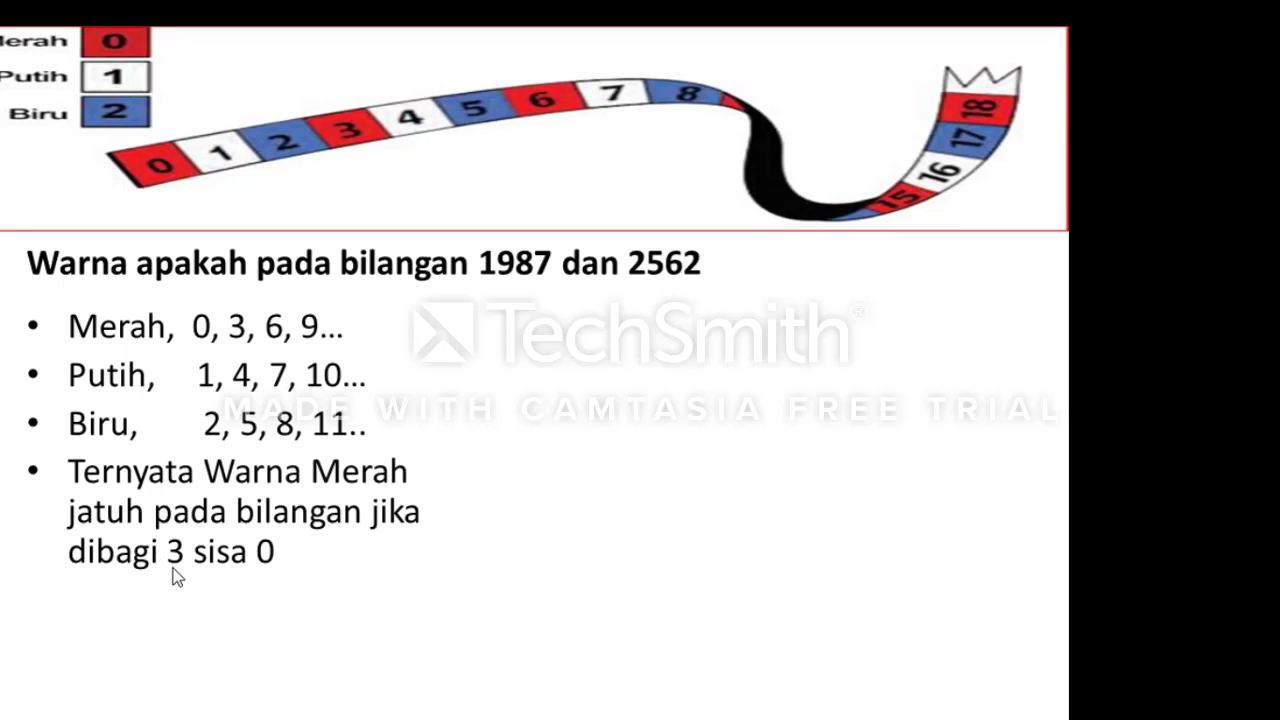 Merah 0
Putih 1
Biru 2
0 1 2 3 4 5 6 7 8 15 16 17 18
Warna apakah pada bilangan 1987 dan 2562
• Merah, 0, 3, 6, 9...
• Putih, 1, 4, 7, 10...
• Biru, 2, 5, 8, 11..
• Ternyata Warna Merah
jatuh pada bilangan jika
dibagi 3 sisa 0
TechSmith®
MADE WITH CAMTASIA FREE TRIAL